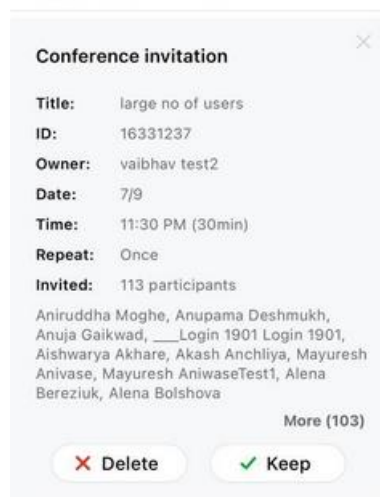 Conference invitation
Title: large no of users
ID: 16331237
Owner: vaibhav test2
Date: 7/9
Time: 11:30 PM (30min)
Repeat: Once
Invited: 113 participants
Aniruddha Moghe, Anupama Deshmukh,
Anuja Gaikwad, ___Login 1901 Login 1901,
Aishwarya Akhare, Akash Anchliya, Mayuresh
Anivase, Mayuresh AniwaseTest1, Alena
Bereziuk, Alena Bolshova
More (103)
Delete Keep